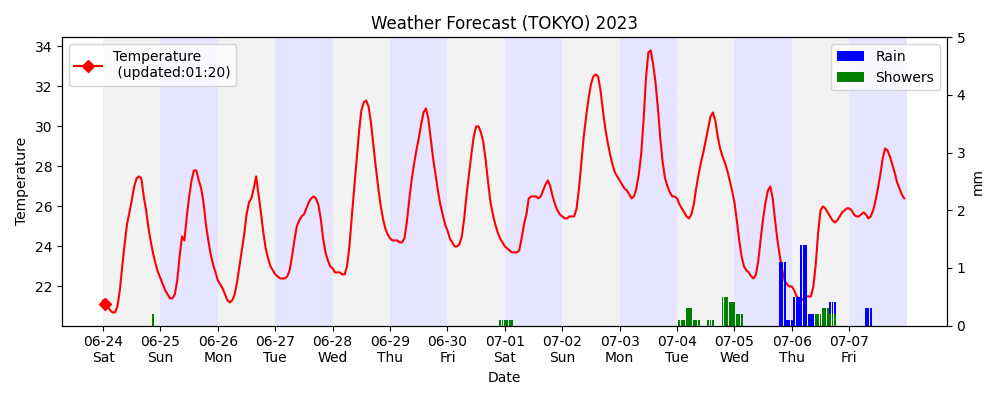 Weather Forecast (TOKYO) 2023
Temperature
(updated:01:20)
Rain
Showers
Temperature
34
32
30
28
26
24
22
5
4
3
2
1
0
mm
06-24 06-25 06-26 06-27 06-28 06-29 06-30 07-01 07-02 07-03 07-04 07-05 07-06 07-07
Sat Sun Mon Tue Wed Thu Fri Sat Sun Mon Tue Wed Thu Fri
Date